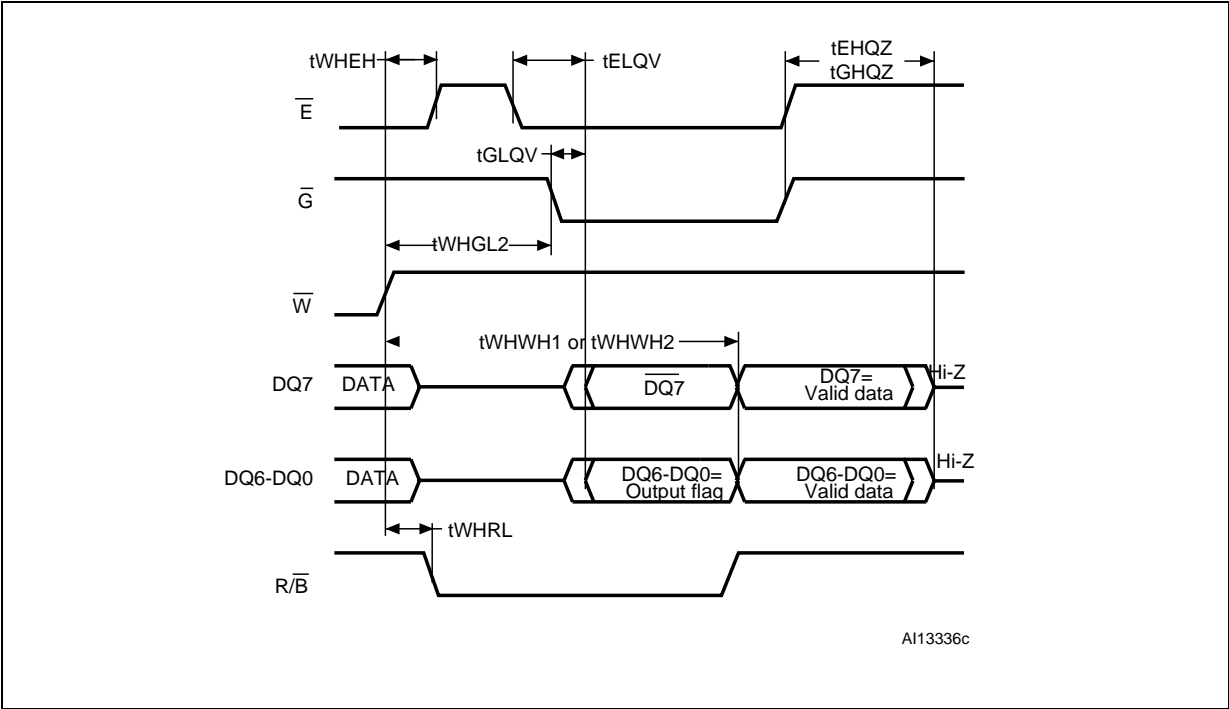 tEHQZ
tWHEH
tELQV
tGHQZ
E̅
tGLQV
G̅
tWHGL2
W̅
tWHWH1 or tWHWH2
DQ7
DATA
D̅Q̅7̅
DQ7=
Valid data
Hi-Z
DQ6-DQ0
DATA
DQ6-DQ0=
Output flag
DQ6-DQ0=
Valid data
Hi-Z
tWHRL
R/B̅
AI13336c